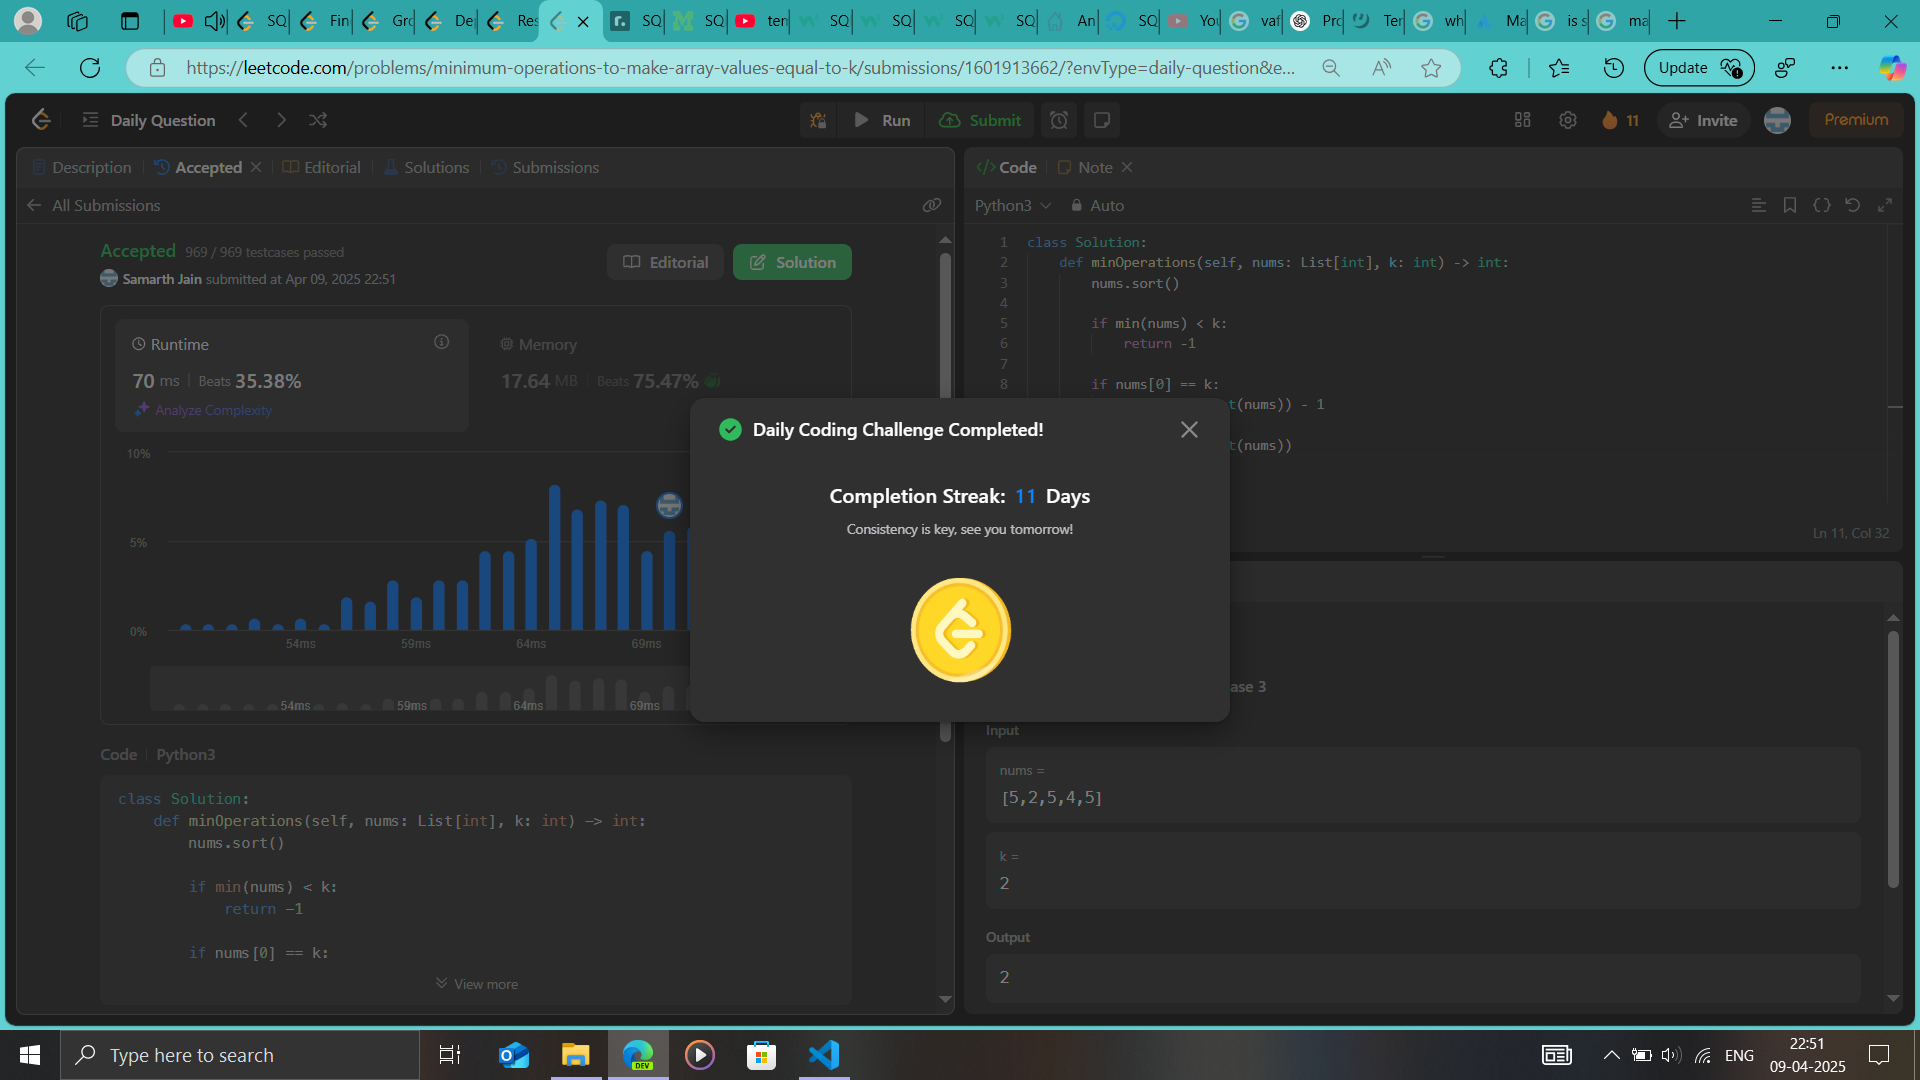 SQ
Fin
Gro
De
Res
SQ
SQ
ten
SQ
SQ
SQ
SQ
An
SQ
You
vaf
Pro
Ter
wh
Ma
is s
ma
https://leetcode.com/problems/minimum-operations-to-make-array-values-equal-to-k/submissions/1601913662/?envType=daily-question&e...
Update
Daily Question
Run
Submit
11
Invite
Premium
Description
Accepted
Editorial
Solutions
Submissions
All Submissions
Accepted 969 / 969 testcases passed
Samarth Jain submitted at Apr 09, 2025 22:51
Editorial
Solution
Runtime
70 ms | Beats 35.38%
Analyze Complexity
Memory
17.64 MB | Beats 75.47%
10%
5%
0%
54ms
59ms
64ms
69ms
54ms
59ms
64ms
69ms
Code | Python3
class Solution:
def minOperations(self, nums: List[int], k: int) -> int:
nums.sort()
if min(nums) < k:
return -1
if nums[0] == k:
View more
Code
Note
Python3
Auto
1 class Solution:
2 def minOperations(self, nums: List[int], k: int) -> int:
3 nums.sort()
4
5 if min(nums) < k:
6 return -1
7
8 if nums[0] == k:
t(nums)) - 1
t(nums))
Ln 11, Col 32
Daily Coding Challenge Completed!
Completion Streak: 11 Days
Consistency is key, see you tomorrow!
ase 3
Input
nums =
[5,2,5,4,5]
k =
2
Output
2
Type here to search
DEV
ENG
22:51
09-04-2025